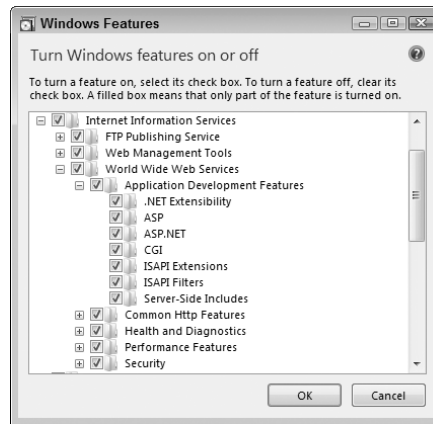 Windows Features
Turn Windows features on or off
To turn a feature on, select its check box. To turn a feature off, clear its
check box. A filled box means that only part of the feature is turned on.
Internet Information Services
FTP Publishing Service
Web Management Tools
World Wide Web Services
Application Development Features
.NET Extensibility
ASP
ASP.NET
CGI
ISAPI Extensions
ISAPI Filters
Server-Side Includes
Common Http Features
Health and Diagnostics
Performance Features
Security
OK Cancel